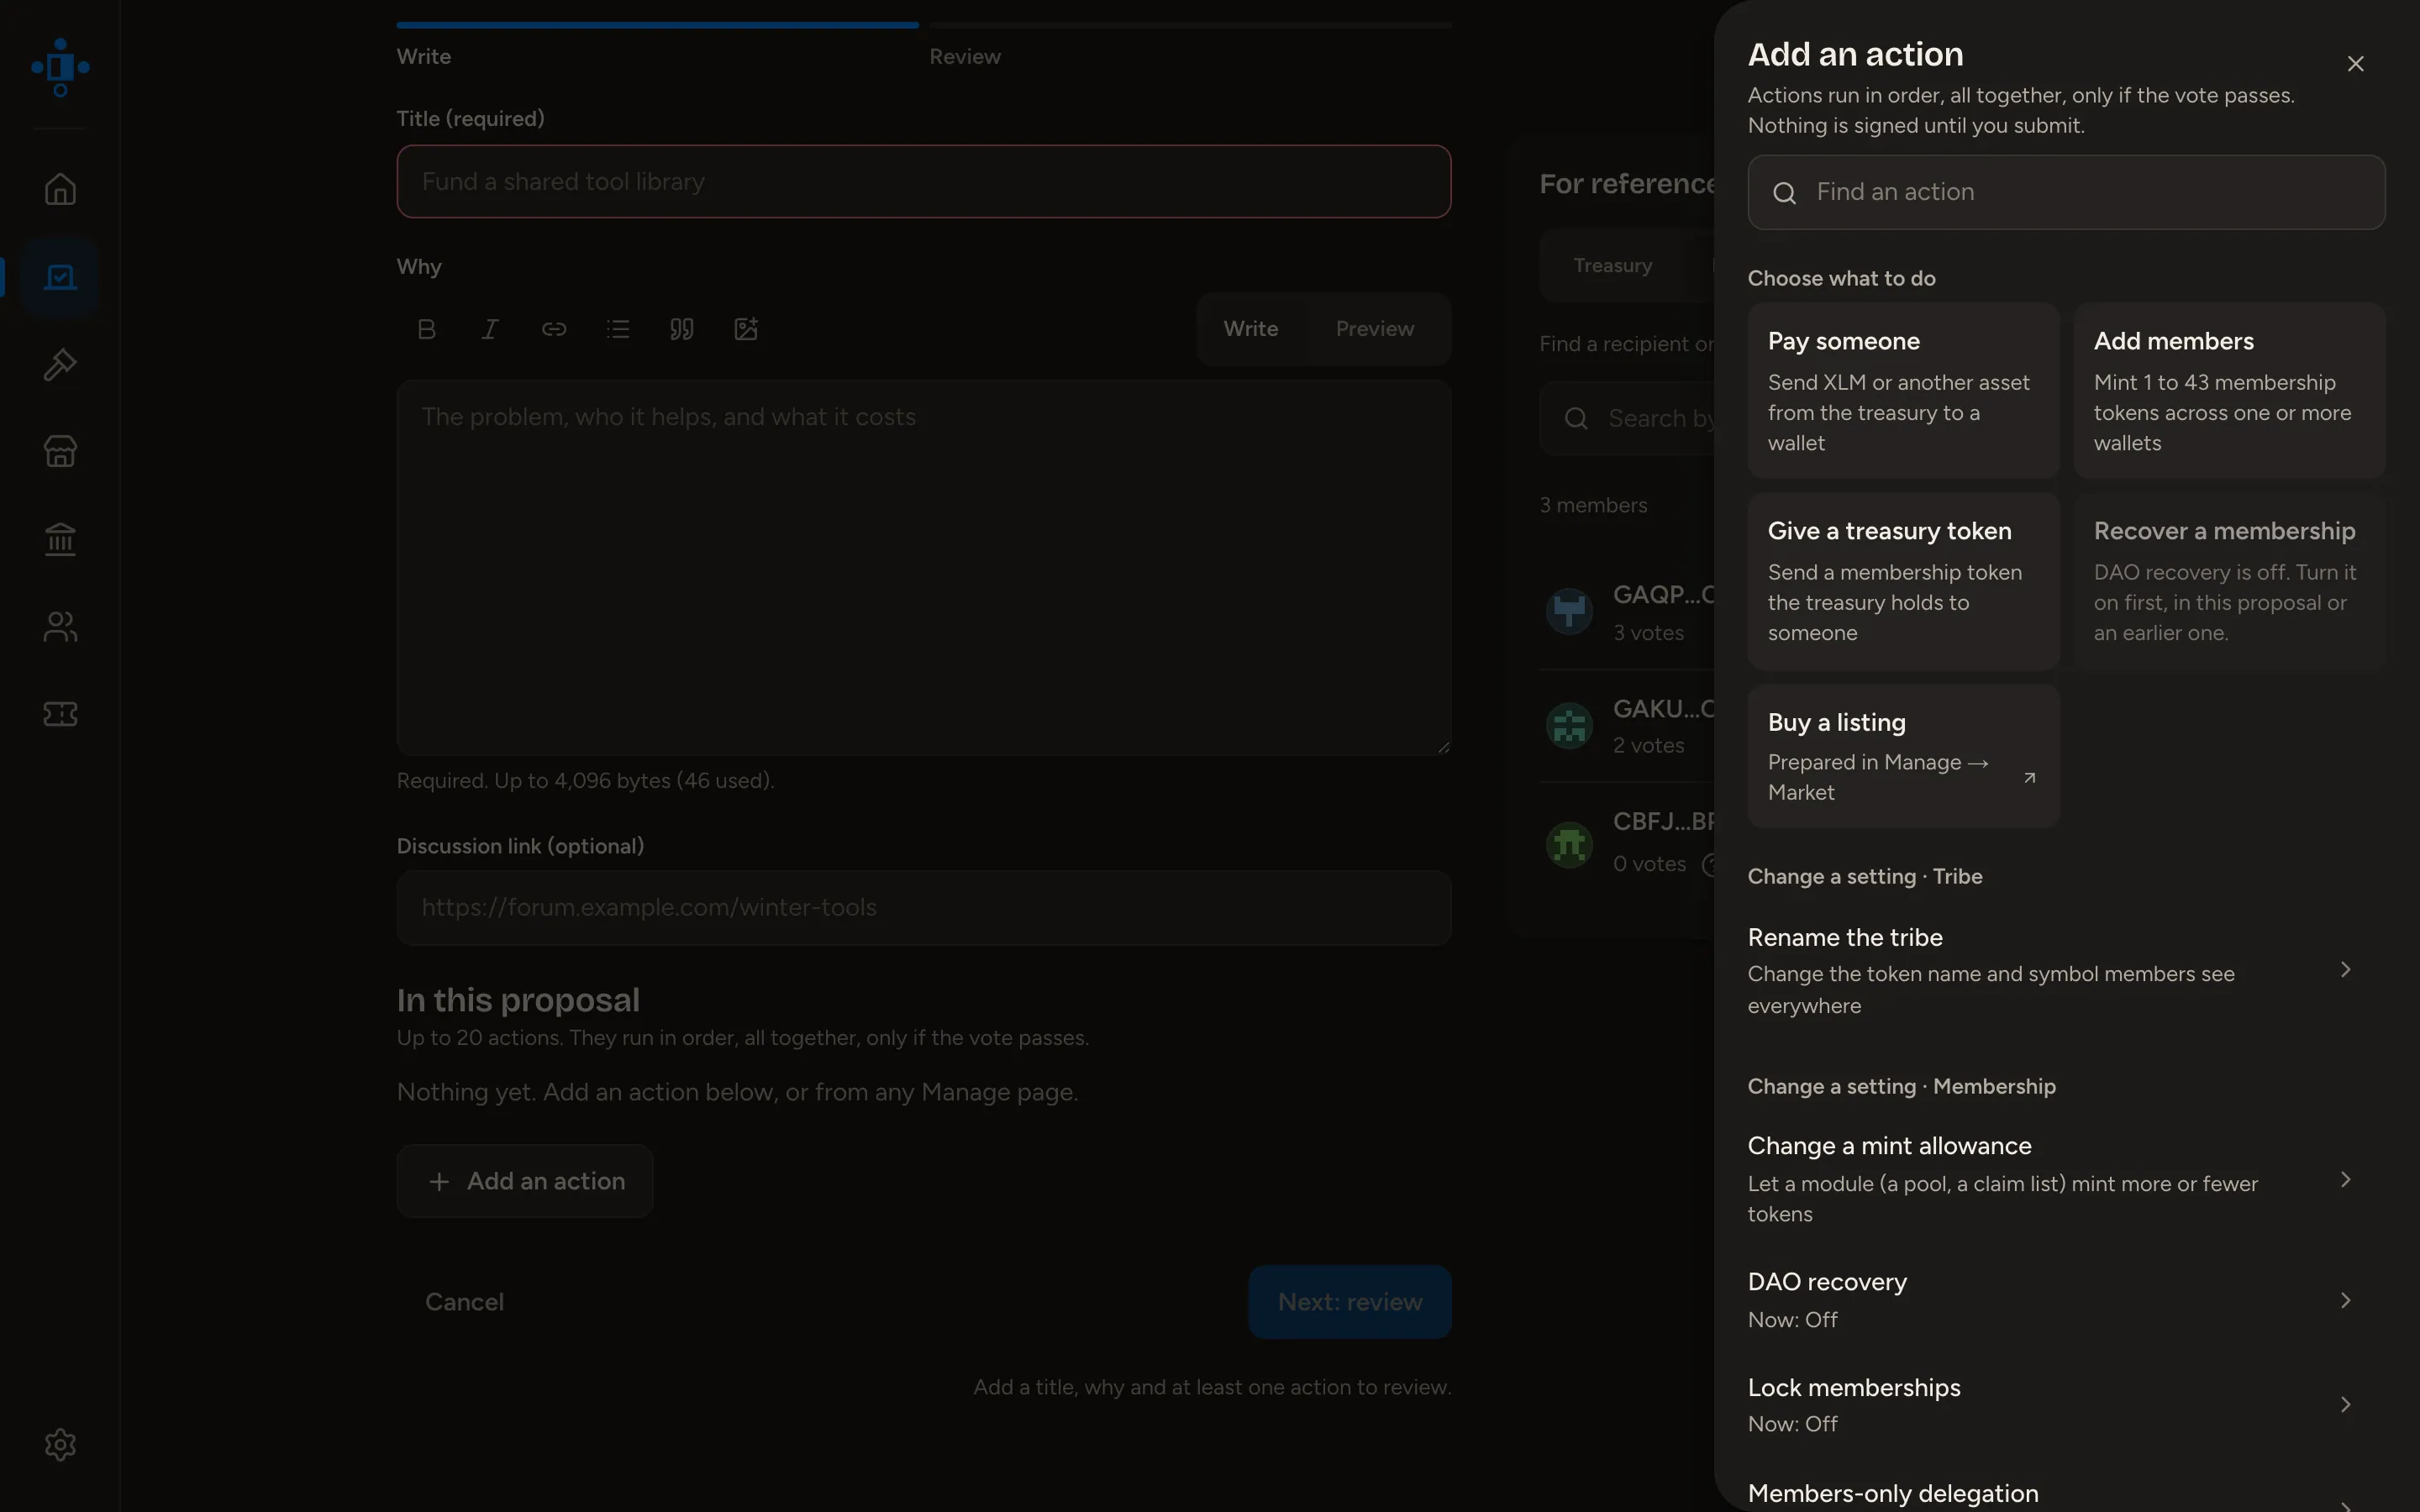 Write
Review
Title (required)
Fund a shared tool library
Why
Write
Preview
The problem, who it helps, and what it costs
Required. Up to 4,096 bytes (46 used).
Discussion link (optional)
https://forum.example.com/winter-tools
In this proposal
Up to 20 actions. They run in order, all together, only if the vote passes.
Nothing yet. Add an action below, or from any Manage page.
Add an action
Cancel
Next: review
Add a title, why and at least one action to review.
For reference
Treasury
Find a recipient or
Search by
3 members
GAQP...C
3 votes
GAKU...C
2 votes
CBFJ...BF
0 votes
Add an action
Actions run in order, all together, only if the vote passes.
Nothing is signed until you submit.
Find an action
Choose what to do
Pay someone
Send XLM or another asset
from the treasury to a
wallet
Add members
Mint 1 to 43 membership
tokens across one or more
wallets
Give a treasury token
Send a membership token
the treasury holds to
someone
Recover a membership
DAO recovery is off. Turn it
on first, in this proposal or
an earlier one.
Buy a listing
Prepared in Manage →
Market
Change a setting · Tribe
Rename the tribe
Change the token name and symbol members see
everywhere
Change a setting · Membership
Change a mint allowance
Let a module (a pool, a claim list) mint more or fewer
tokens
DAO recovery
Now: Off
Lock memberships
Now: Off
Members-only delegation